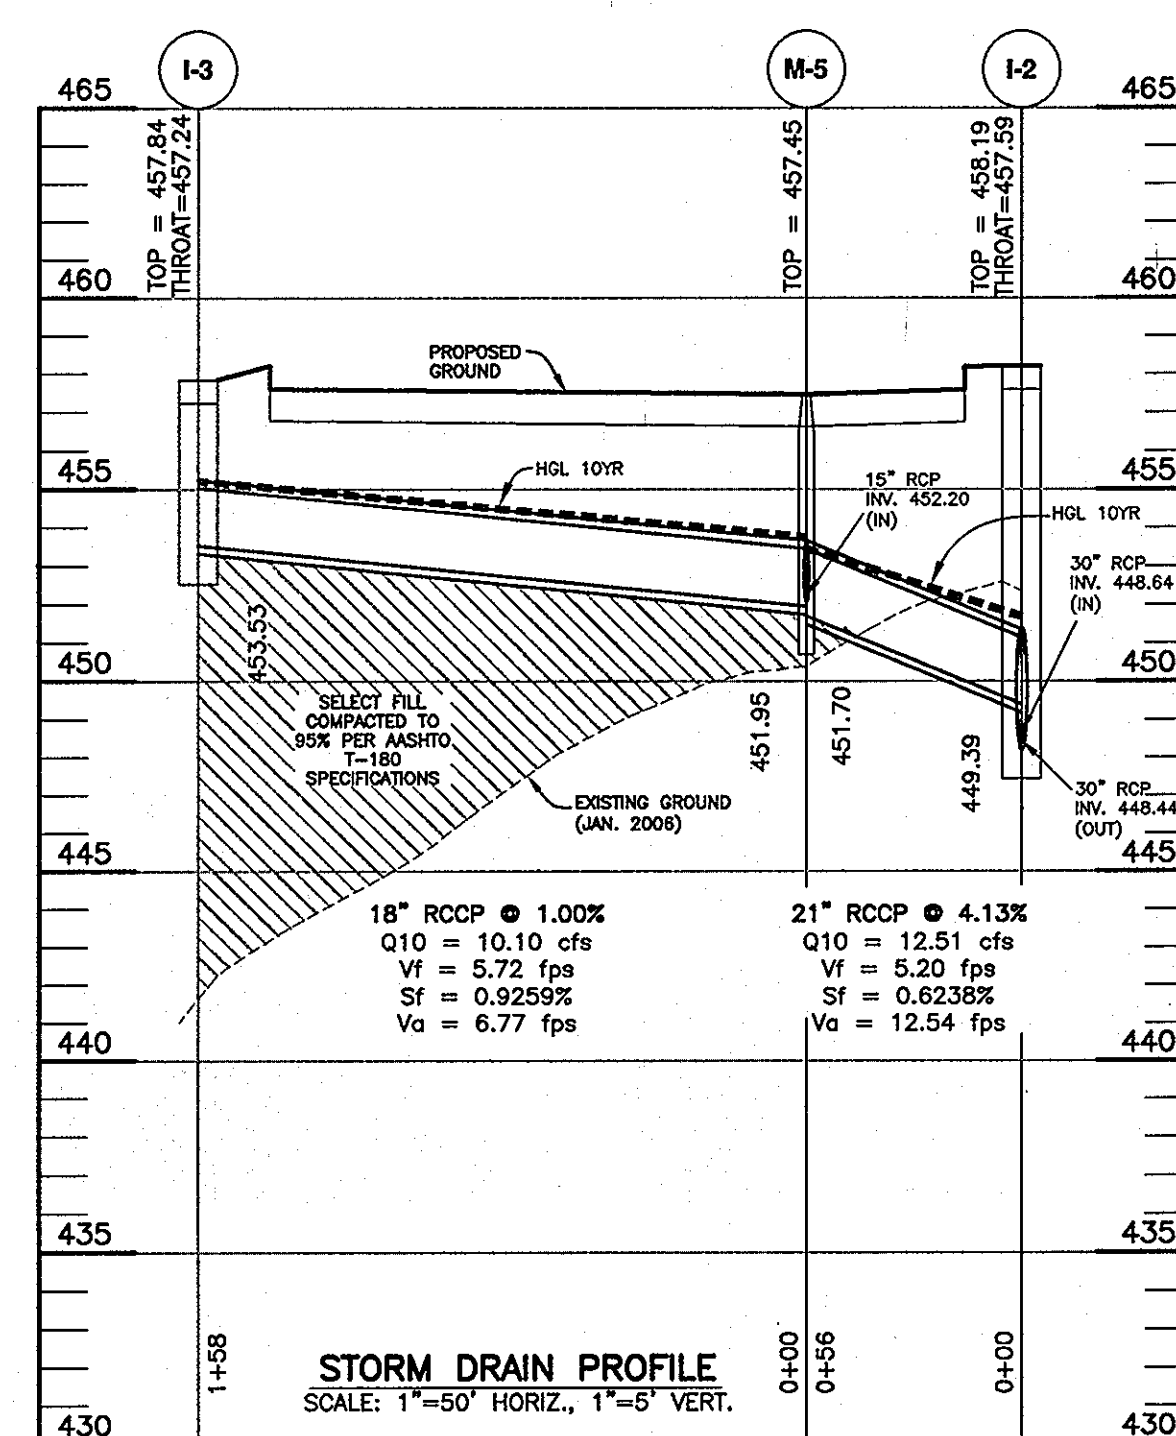 I-3
M-5
I-2
465
465
TOP = 457.84
THROAT=457.24
TOP = 457.45
TOP = 458.19
THROAT=457.59
460
460
PROPOSED
GROUND
455
455
HGL 10YR
15" RCP
INV. 452.20
(IN)
HGL 10YR
30" RCP
INV. 448.64
(IN)
453.53
450
450
SELECT FILL
COMPACTED TO
95% PER AASHTO
T-180
SPECIFICATIONS
451.95
451.70
449.39
EXISTING GROUND
(JAN. 2006)
30" RCP
INV. 448.44
(OUT)
445
445
18" RCCP @ 1.00%
Q10 = 10.10 cfs
Vf = 5.72 fps
Sf = 0.9259%
Va = 6.77 fps
21" RCCP @ 4.13%
Q10 = 12.51 cfs
Vf = 5.20 fps
Sf = 0.6238%
Va = 12.54 fps
440
440
435
435
1+58
0+00
0+56
0+00
STORM DRAIN PROFILE
SCALE: 1"=50' HORIZ., 1"=5' VERT.
430
430